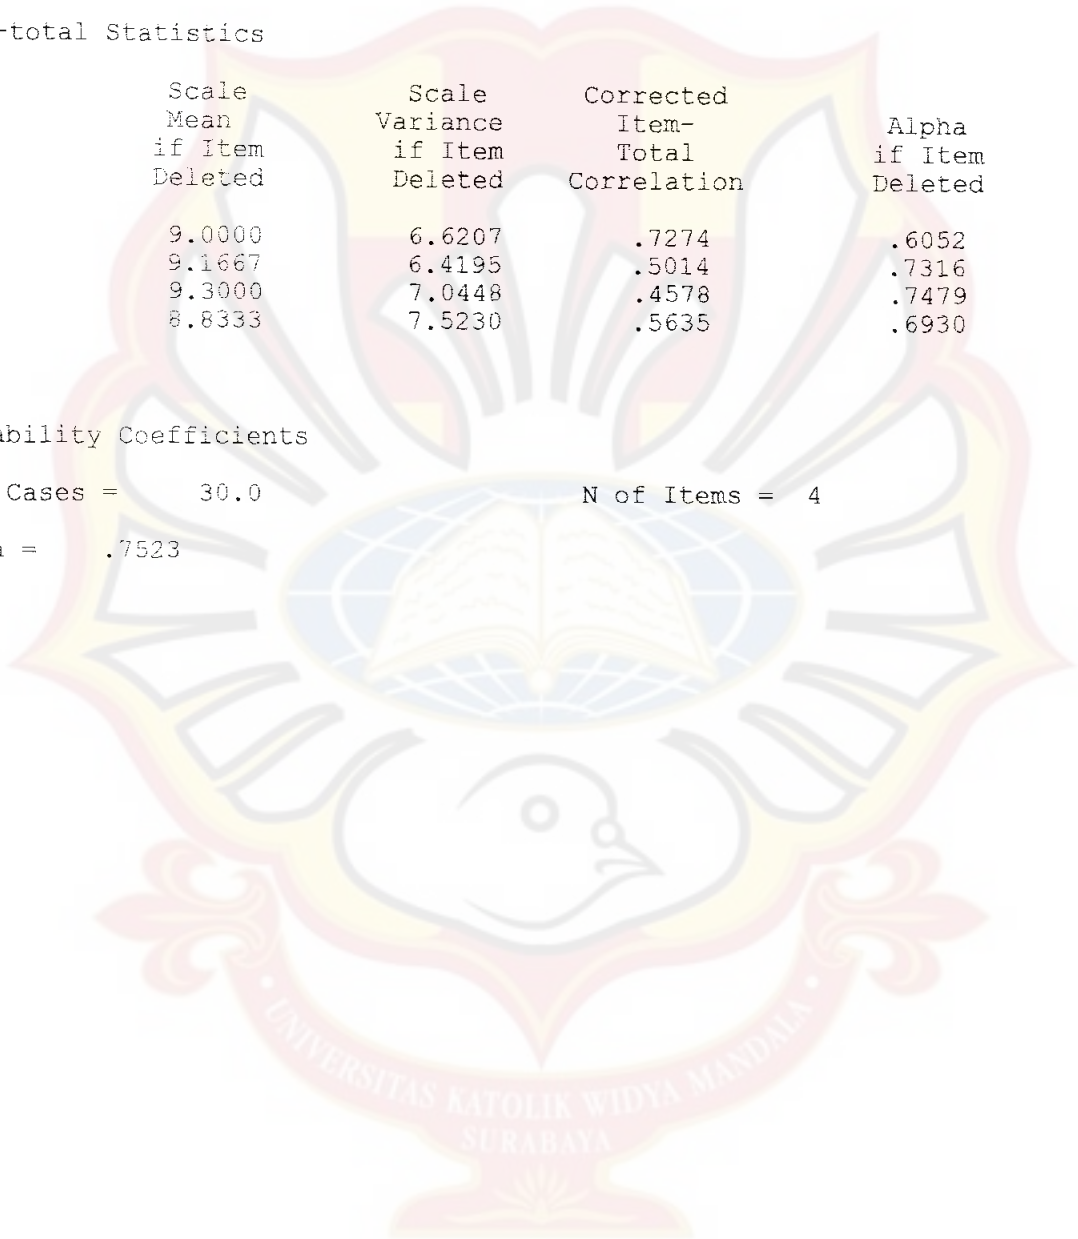 -total Statistics
Scale Scale Corrected
Mean Variance Item- Alpha
if Item if Item Total if Item
Deleted Deleted Correlation Deleted
9.0000 6.6207 .7274 .6052
9.1667 6.4195 .5014 .7316
9.3000 7.0448 .4578 .7479
8.8333 7.5230 .5635 .6930
ability Coefficients
Cases = 30.0 N of Items = 4
a = .7523
• UNIVERSITAS KATOLIK WIDYA MANDALA •
SURABAYA